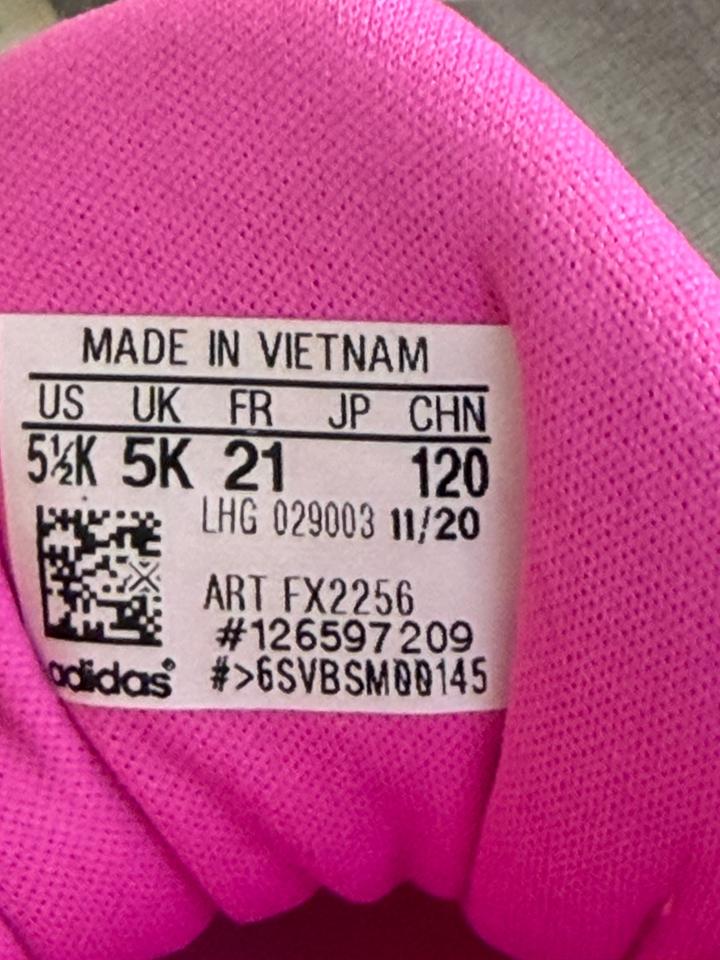 MADE IN VIETNAM
US UK FR JP CHN
5½K 5K 21 120
LHG 029003 11/20
ART FX2256
#126597209
adidas® #>6SVBSM00145